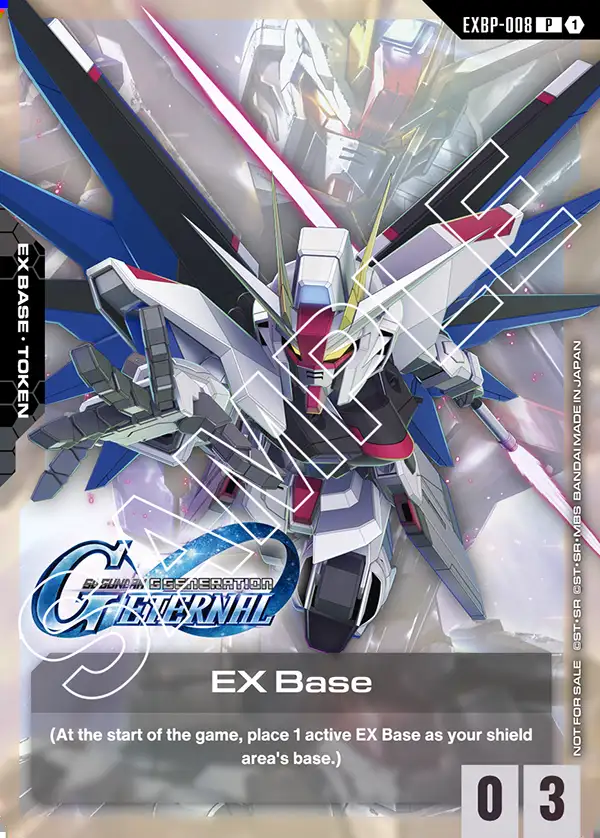 EXBP-008 P 1
EX BASE・TOKEN
SAMPLE
SD GUNDAM G GENERATION
ETERNAL
EX Base
(At the start of the game, place 1 active EX Base as your shield
area's base.)
0 3
NOT FOR SALE ©ST・SR ©ST・SR・MBS BANDAI MADE IN JAPAN